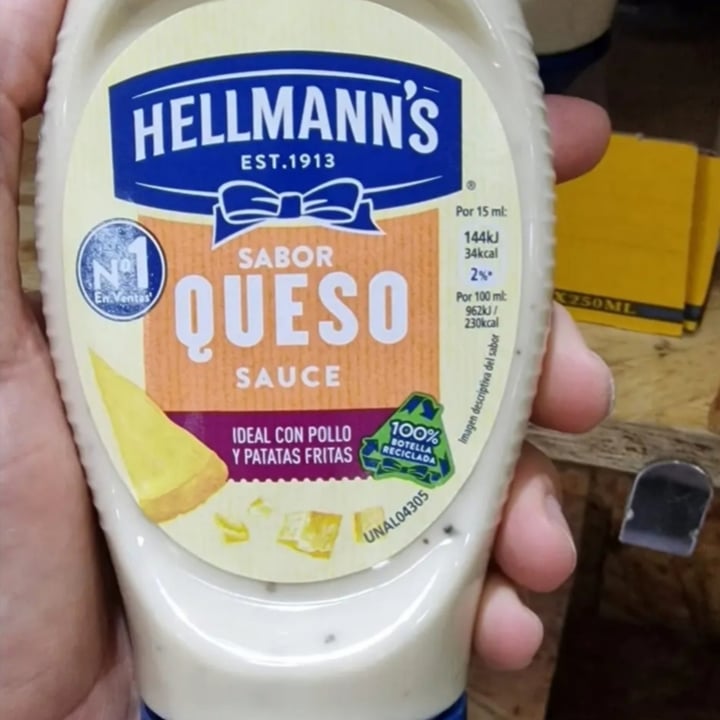 HELLMANN'S
EST.1913
®
SABOR
QUESO
SAUCE
Nº1
En Ventas*
IDEAL CON POLLO
Y PATATAS FRITAS
100%
BOTELLA
RECICLADA
UNAL04305
Por 15 ml:
144kJ
34kcal
2%*
Por 100 ml:
962kJ /
230kcal
Imagen descriptiva del sabor
X250ML